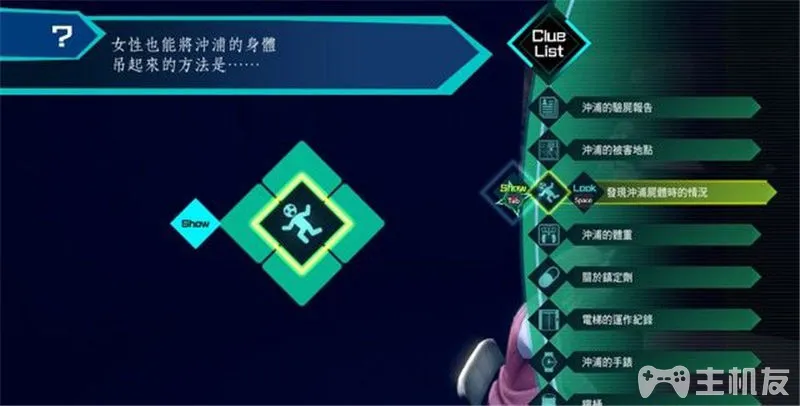 ?
女性也能將沖浦的身體
吊起來的方法是……
Clue
List
沖浦的驗屍報告
沖浦的被害地點
Show
Tab
Look
Space
發現沖浦屍體時的情況
Show
沖浦的體重
關於鎮定劑
電梯的運作紀錄
沖浦的手錶
主机友